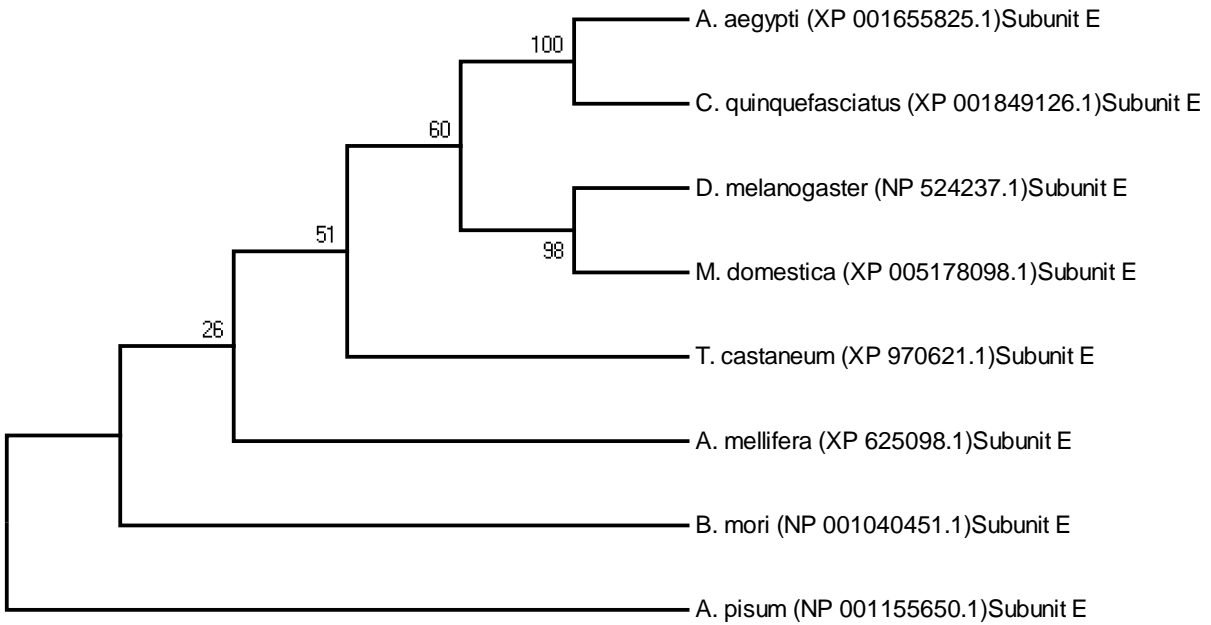 A. aegypti (XP 001655825.1)Subunit E
100
C. quinquefasciatus (XP 001849126.1)Subunit E
60
D. melanogaster (NP 524237.1)Subunit E
51
98
M. domestica (XP 005178098.1)Subunit E
26
T. castaneum (XP 970621.1)Subunit E
A. mellifera (XP 625098.1)Subunit E
B. mori (NP 001040451.1)Subunit E
A. pisum (NP 001155650.1)Subunit E